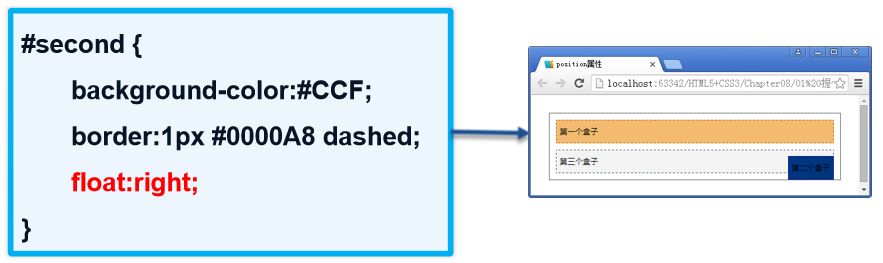 #second {
background-color:#CCF;
border:1px #0000A8 dashed;
float:right;
}
position属性
localhost:63342/HTML5+CSS3/Chapter08/01%20提
第一个盒子
第三个盒子
第二个盒子